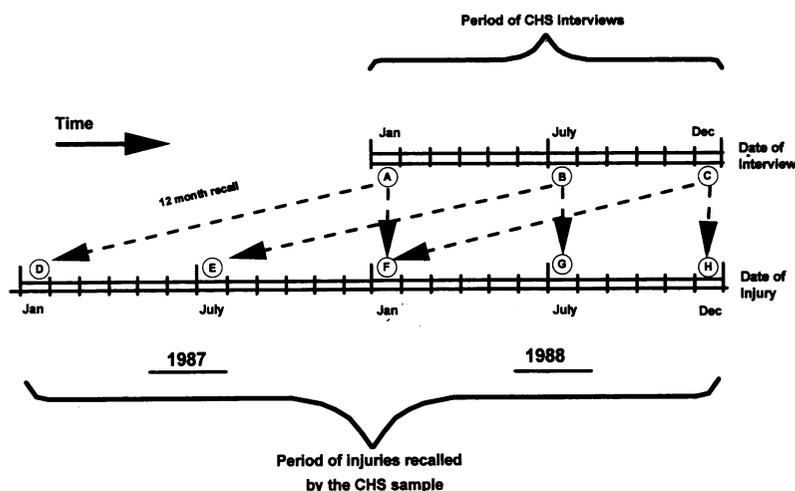 Period of CHS Interviews
Time
Jan July Dec
Date of
Interview
A B C
12 month recall
D E F G H
Date of
Injury
Jan July Jan July Dec
1987 1988
Period of injuries recalled
by the CHS sample